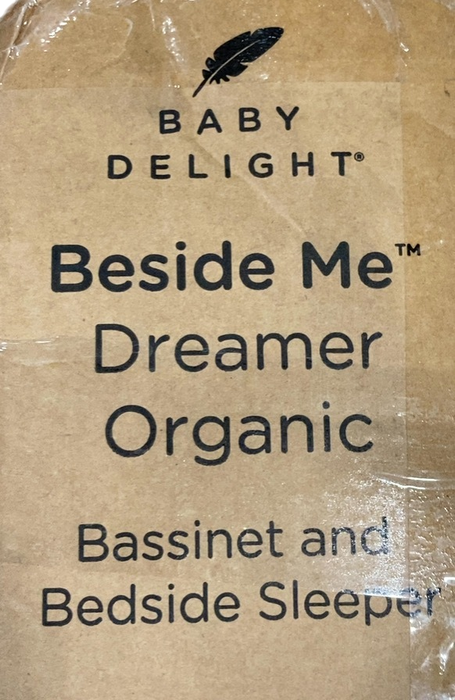 BABY
DELIGHT®
Beside Me™
Dreamer
Organic
Bassinet and
Bedside Sleeper